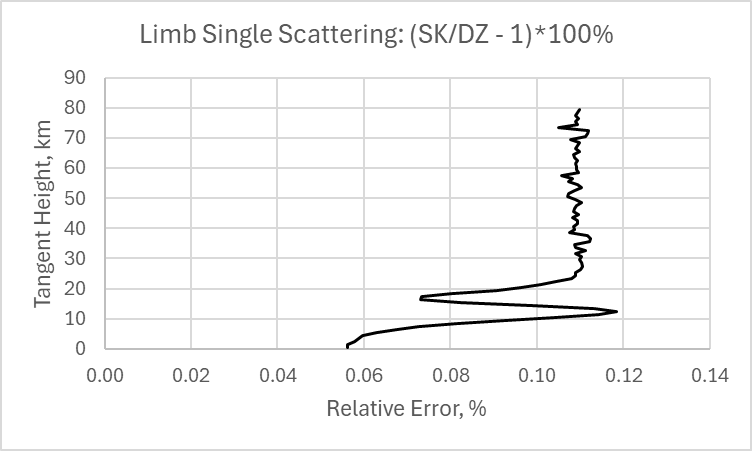 Limb Single Scattering: (SK/DZ - 1)*100%
Tangent Height, km
90
80
70
60
50
40
30
20
10
0
0.00 0.02 0.04 0.06 0.08 0.10 0.12 0.14
Relative Error, %